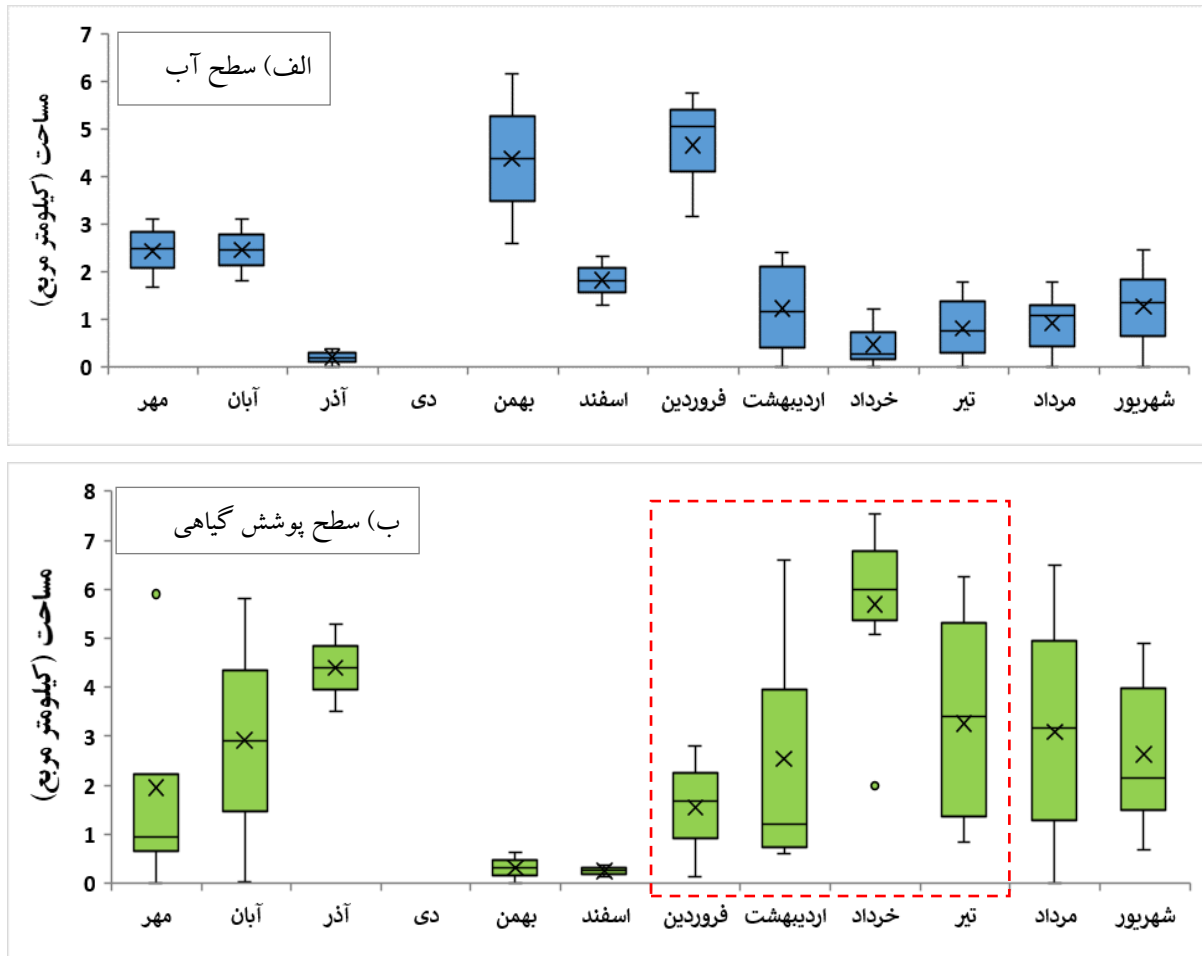 الف) سطح آب
مساحت (کیلومتر مربع)
7
6
5
4
3
2
1
0
مهر آبان آذر دی بهمن اسفند فروردین اردیبهشت خرداد تیر مرداد شهریور
ب) سطح پوشش گیاهی
مساحت (کیلومتر مربع)
8
7
6
5
4
3
2
1
0
مهر آبان آذر دی بهمن اسفند فروردین اردیبهشت خرداد تیر مرداد شهریور